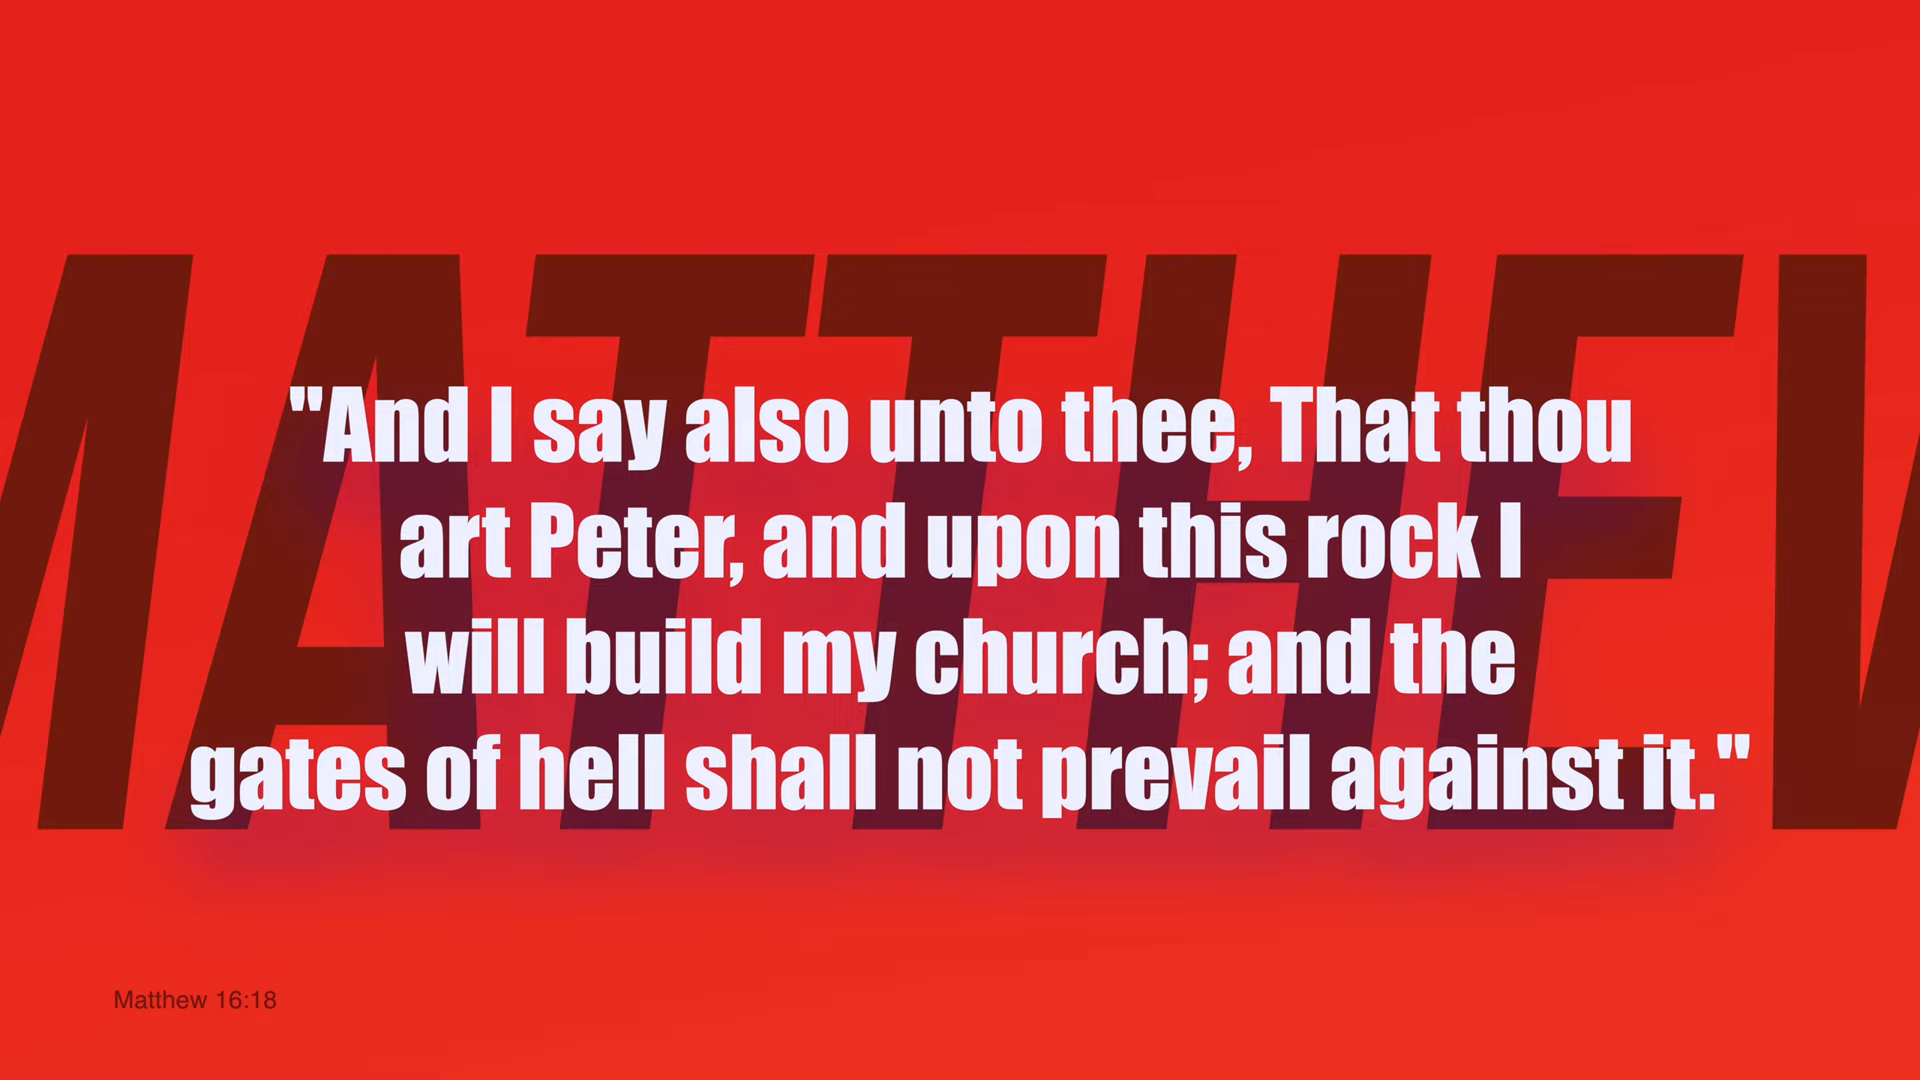 MATTHEW
"And I say also unto thee, That thou
art Peter, and upon this rock I
will build my church; and the
gates of hell shall not prevail against it."
Matthew 16:18